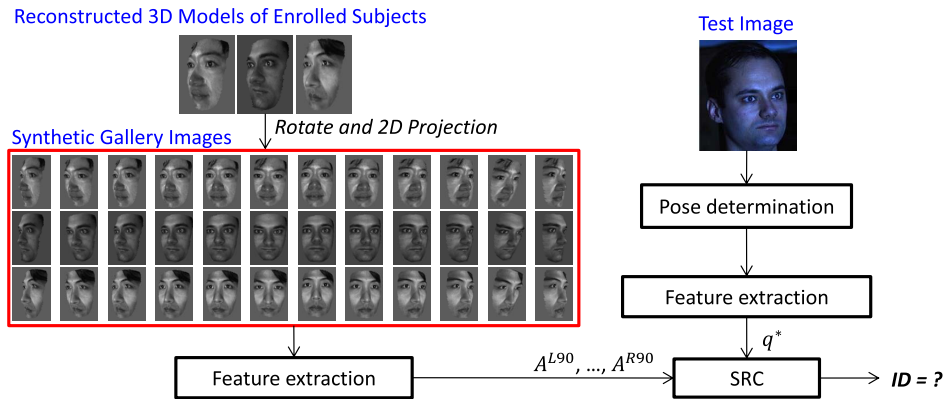 Reconstructed 3D Models of Enrolled Subjects
Test Image
Rotate and 2D Projection
Synthetic Gallery Images
Pose determination
Feature extraction
q*
Feature extraction
A^{L90}, ..., A^{R90}
SRC
ID = ?